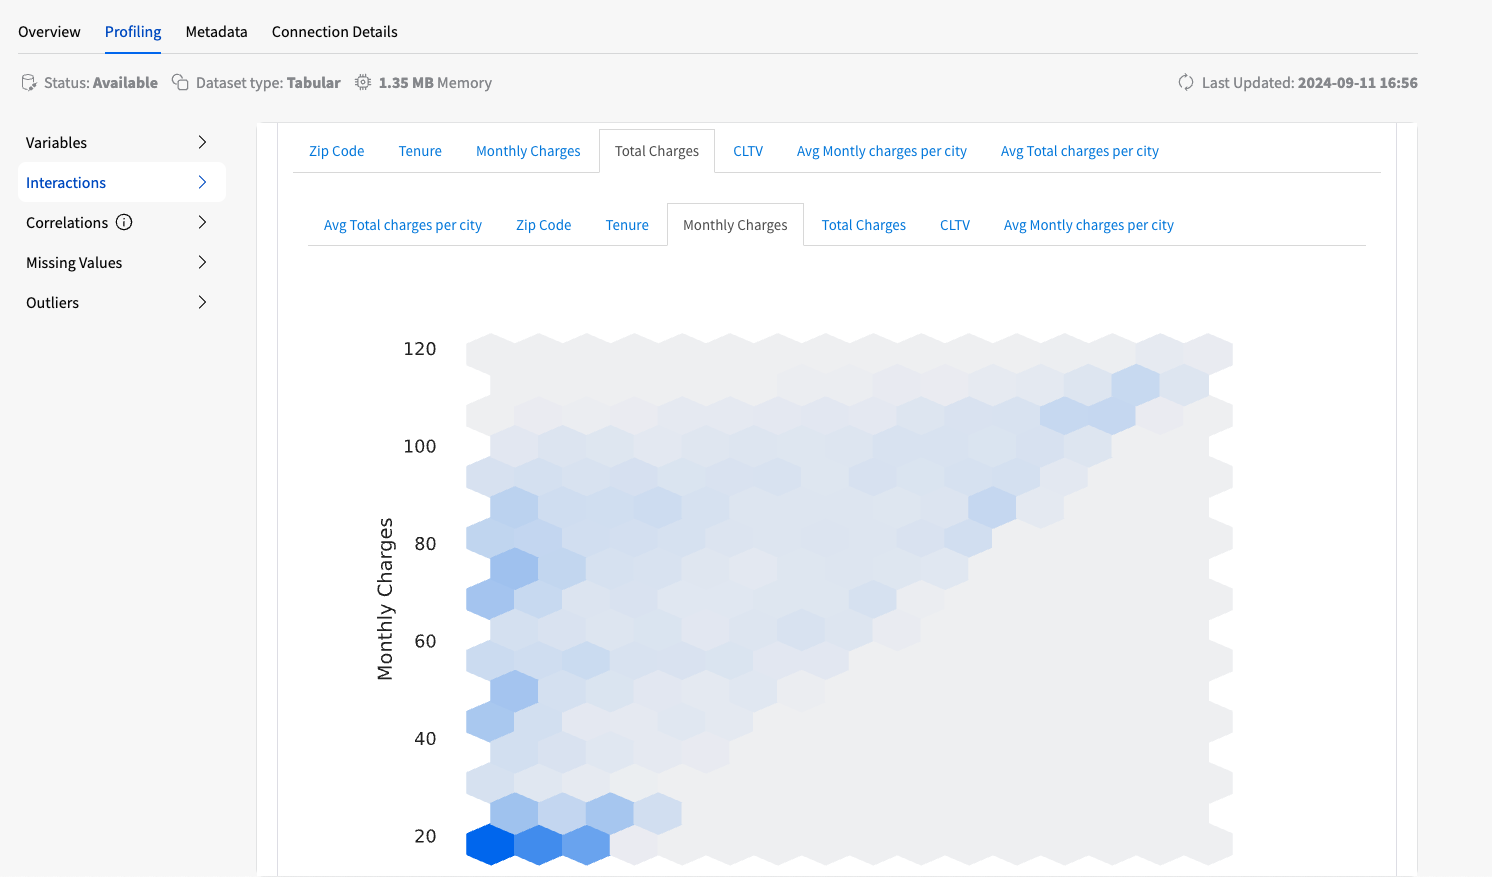 Overview Profiling Metadata Connection Details
Status: Available Dataset type: Tabular 1.35 MB Memory Last Updated: 2024-09-11 16:56
Variables
Interactions
Correlations
Missing Values
Outliers
Zip Code Tenure Monthly Charges Total Charges CLTV Avg Montly charges per city Avg Total charges per city
Avg Total charges per city Zip Code Tenure Monthly Charges Total Charges CLTV Avg Montly charges per city
120
100
80
60
40
20
Monthly Charges